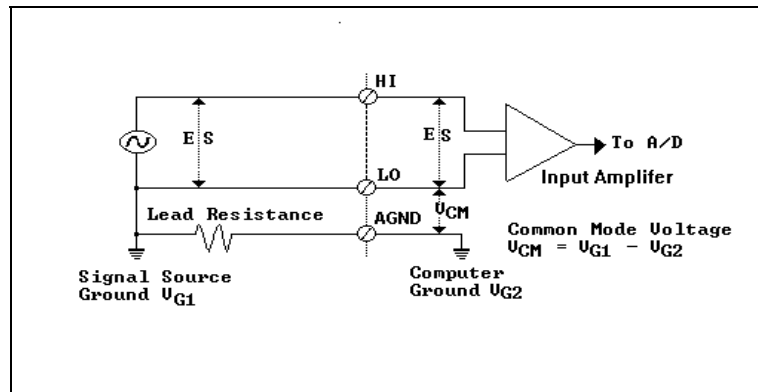 HI
E S
E S
To A/D
Input Amplifer
LO
VCM
Lead Resistance
AGND
Common Mode Voltage
VCM = VG1 - VG2
Signal Source
Ground VG1
Computer
Ground VG2